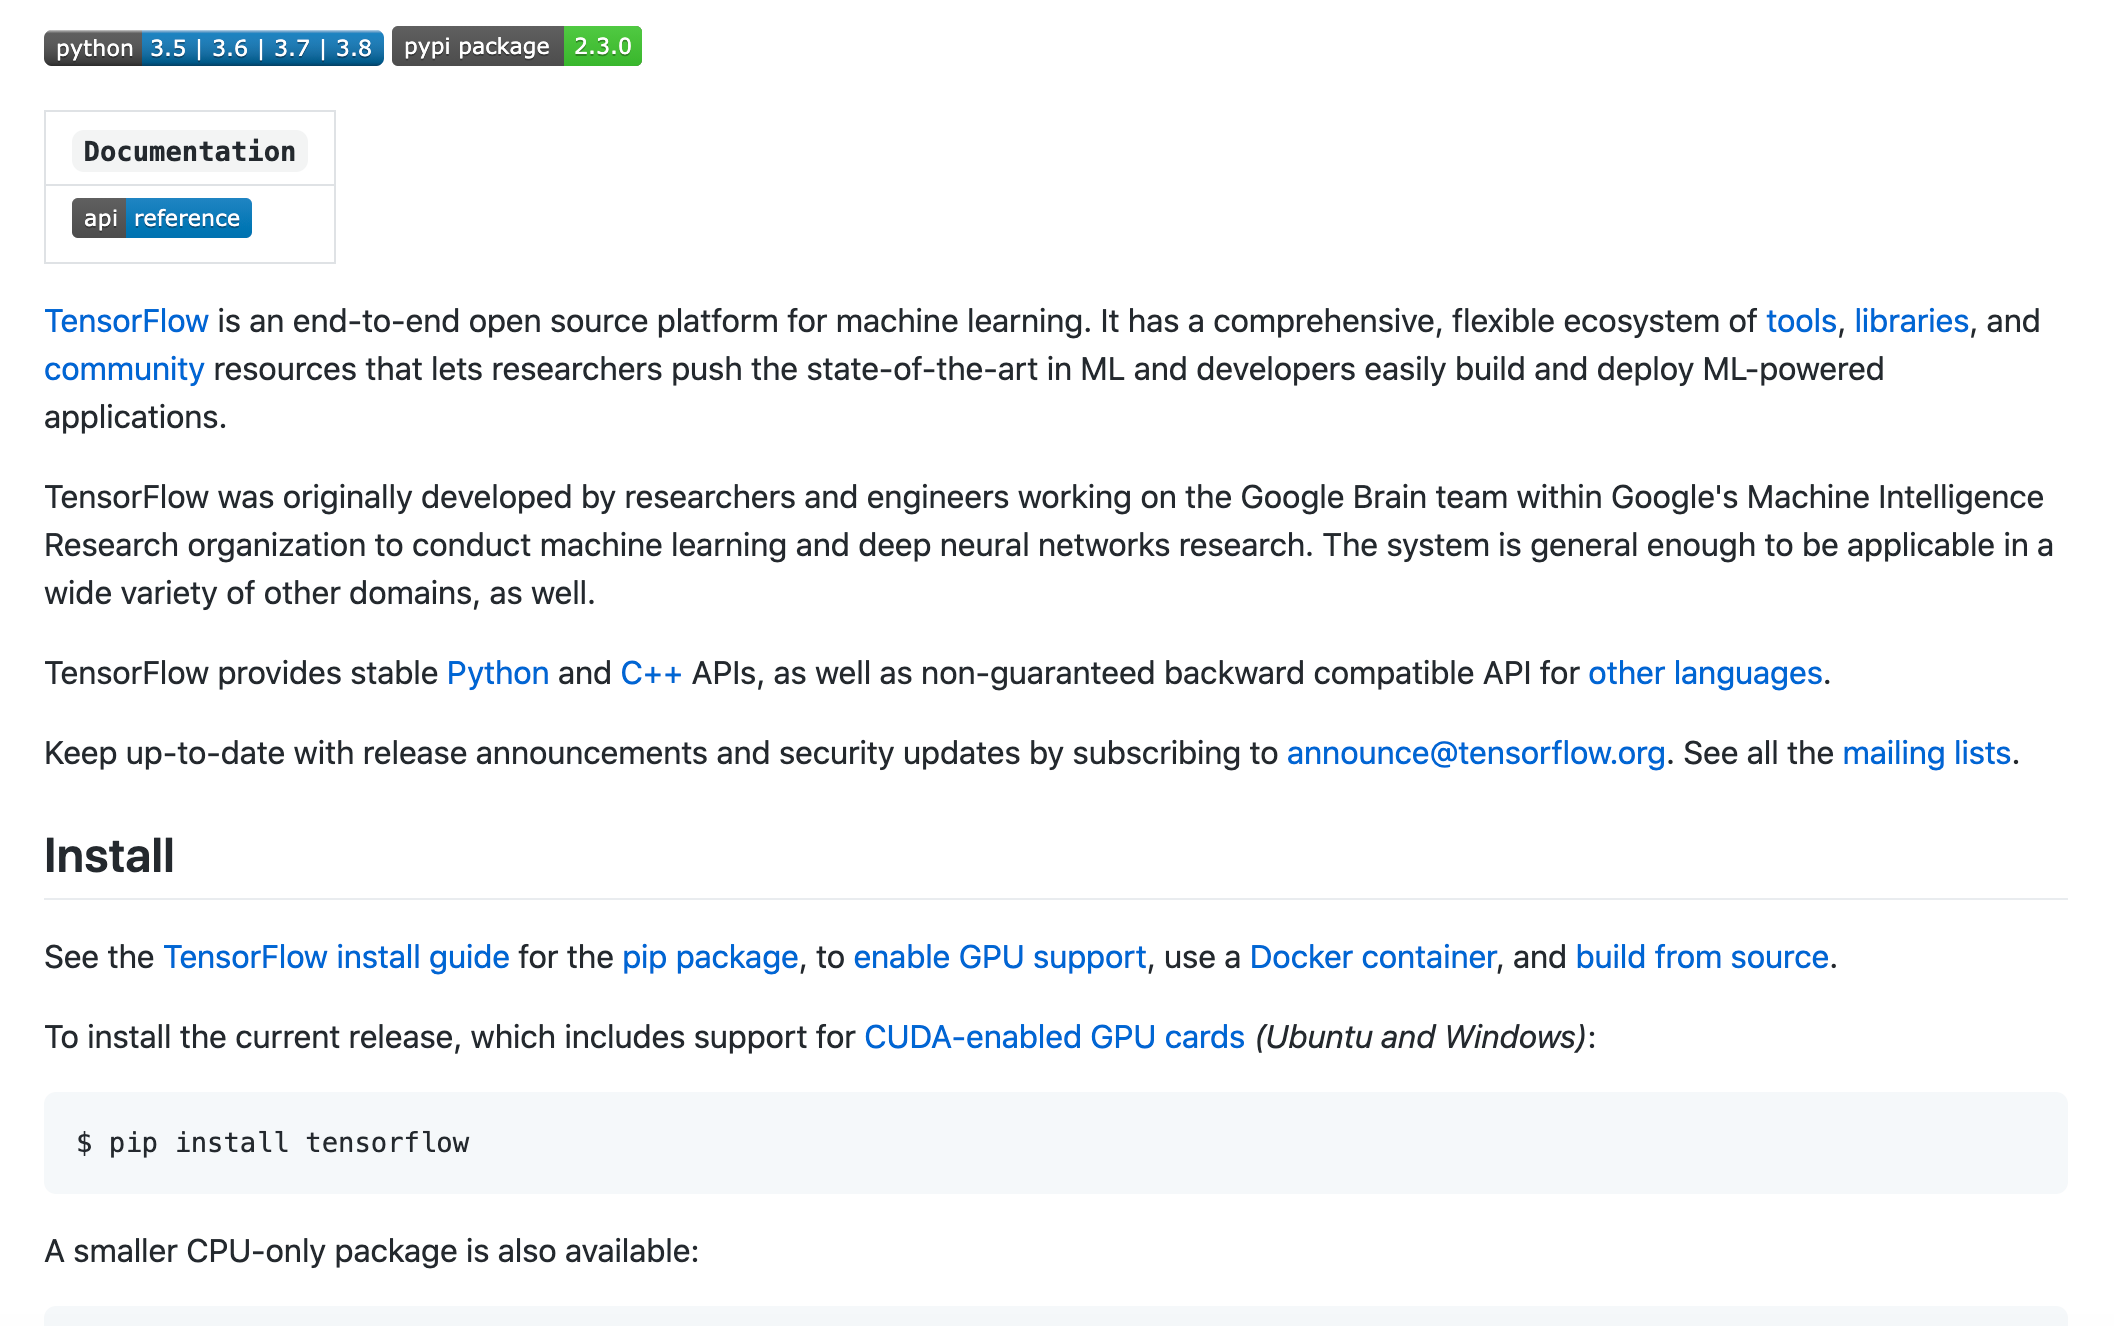 python 3.5 | 3.6 | 3.7 | 3.8 pypi package 2.3.0
Documentation
api reference
TensorFlow is an end-to-end open source platform for machine learning. It has a comprehensive, flexible ecosystem of tools, libraries, and
community resources that lets researchers push the state-of-the-art in ML and developers easily build and deploy ML-powered
applications.
TensorFlow was originally developed by researchers and engineers working on the Google Brain team within Google's Machine Intelligence
Research organization to conduct machine learning and deep neural networks research. The system is general enough to be applicable in a
wide variety of other domains, as well.
TensorFlow provides stable Python and C++ APIs, as well as non-guaranteed backward compatible API for other languages.
Keep up-to-date with release announcements and security updates by subscribing to announce@tensorflow.org. See all the mailing lists.
Install
See the TensorFlow install guide for the pip package, to enable GPU support, use a Docker container, and build from source.
To install the current release, which includes support for CUDA-enabled GPU cards (Ubuntu and Windows):
$ pip install tensorflow
A smaller CPU-only package is also available: